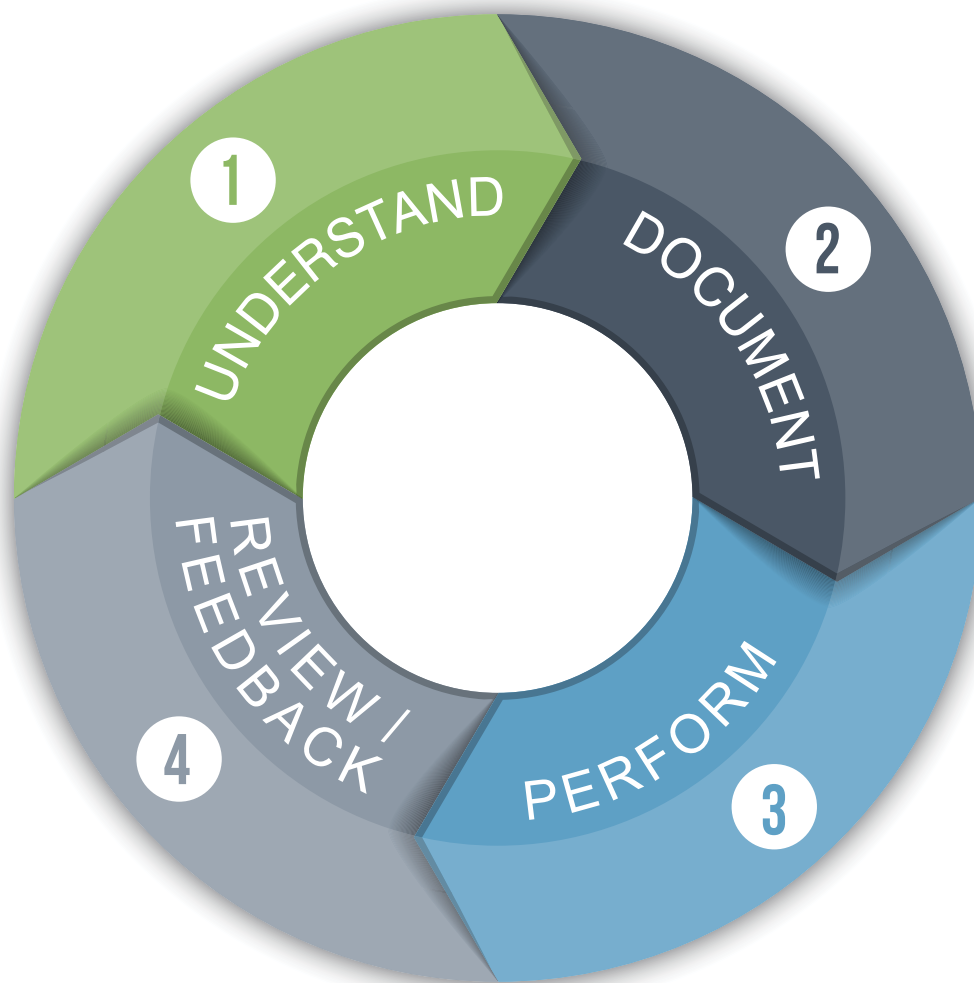 1
UNDERSTAND
2
DOCUMENT
3
PERFORM
4
REVIEW /
FEEDBACK